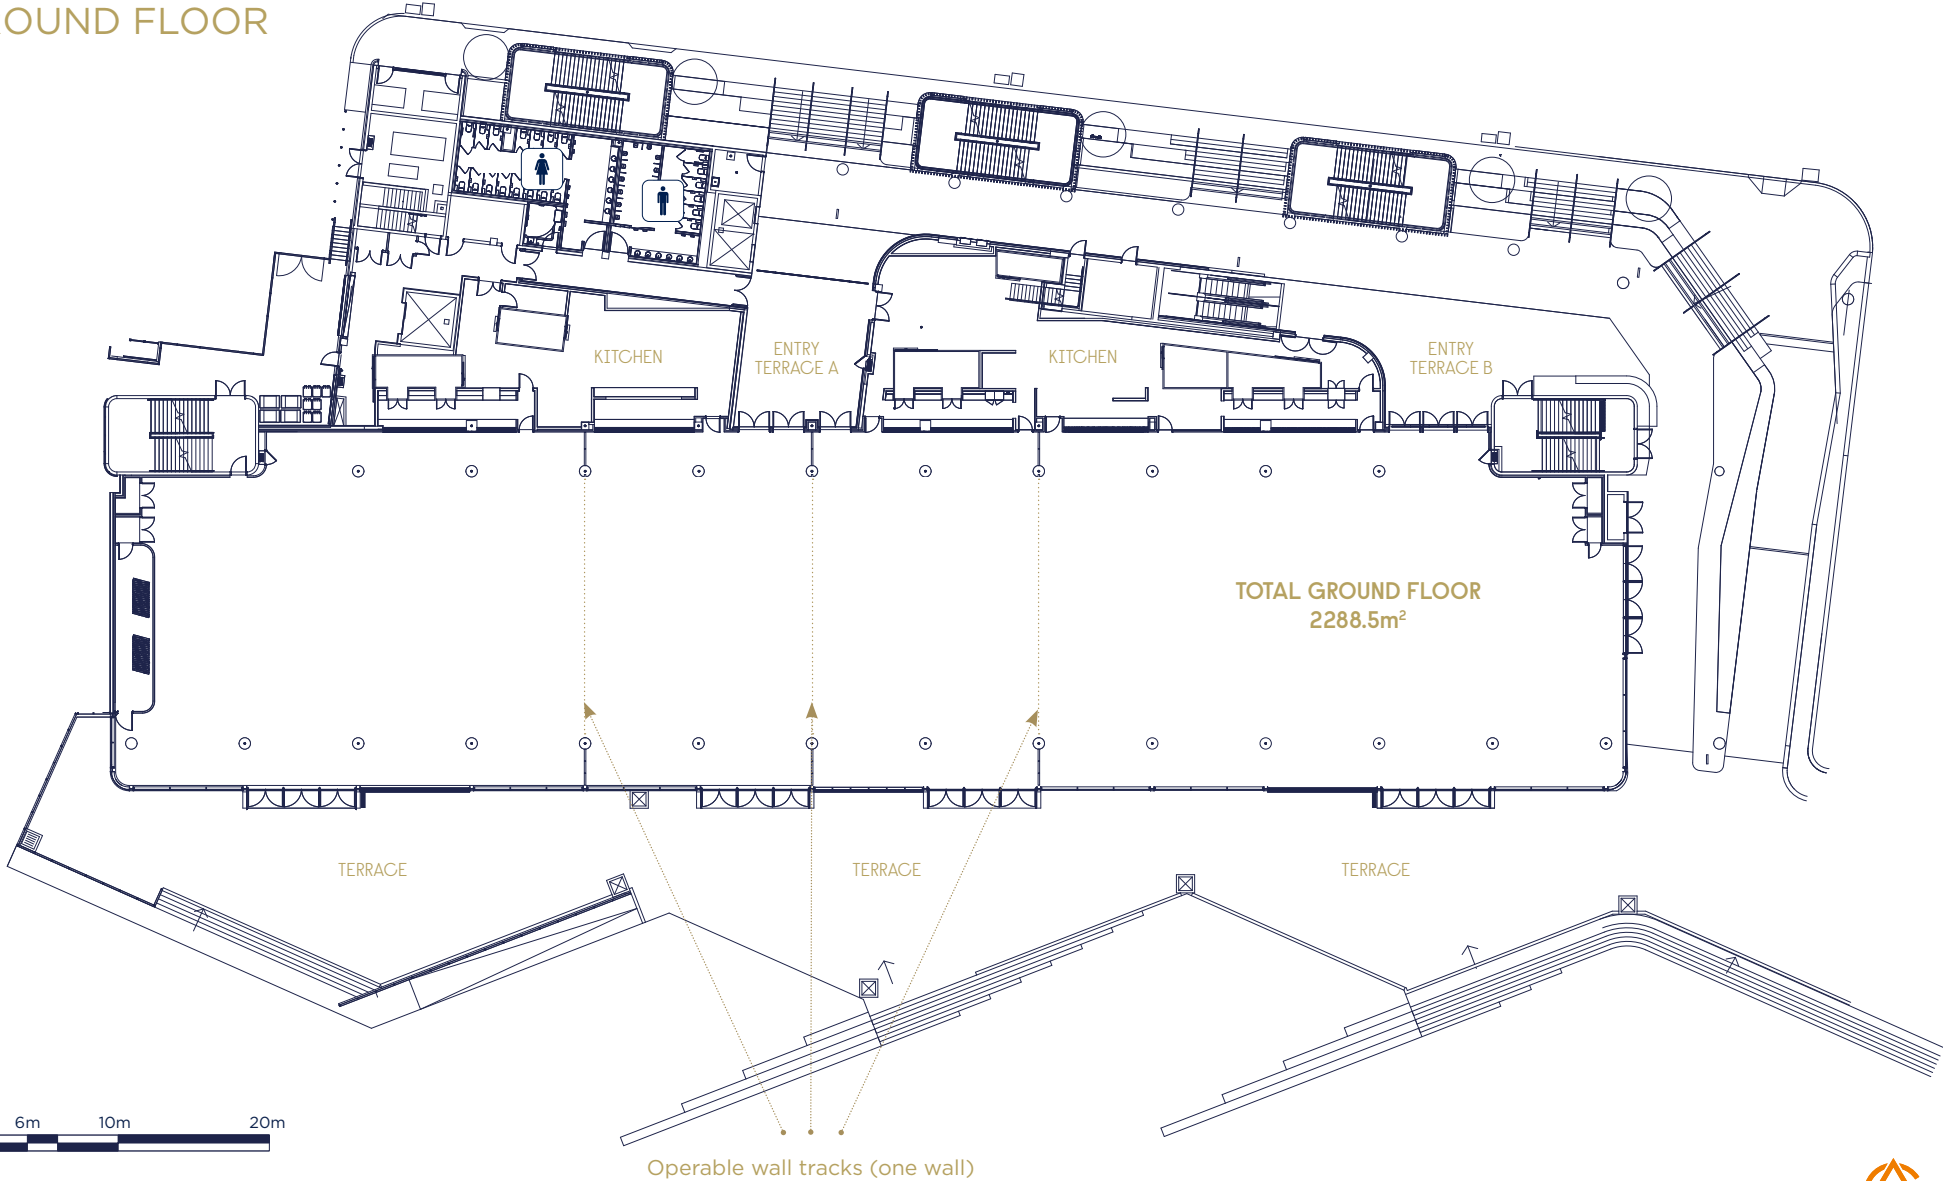 OUND FLOOR
KITCHEN
ENTRY
TERRACE A
KITCHEN
ENTRY
TERRACE B
TOTAL GROUND FLOOR
2288.5m²
TERRACE
TERRACE
TERRACE
6m 10m 20m
Operable wall tracks (one wall)